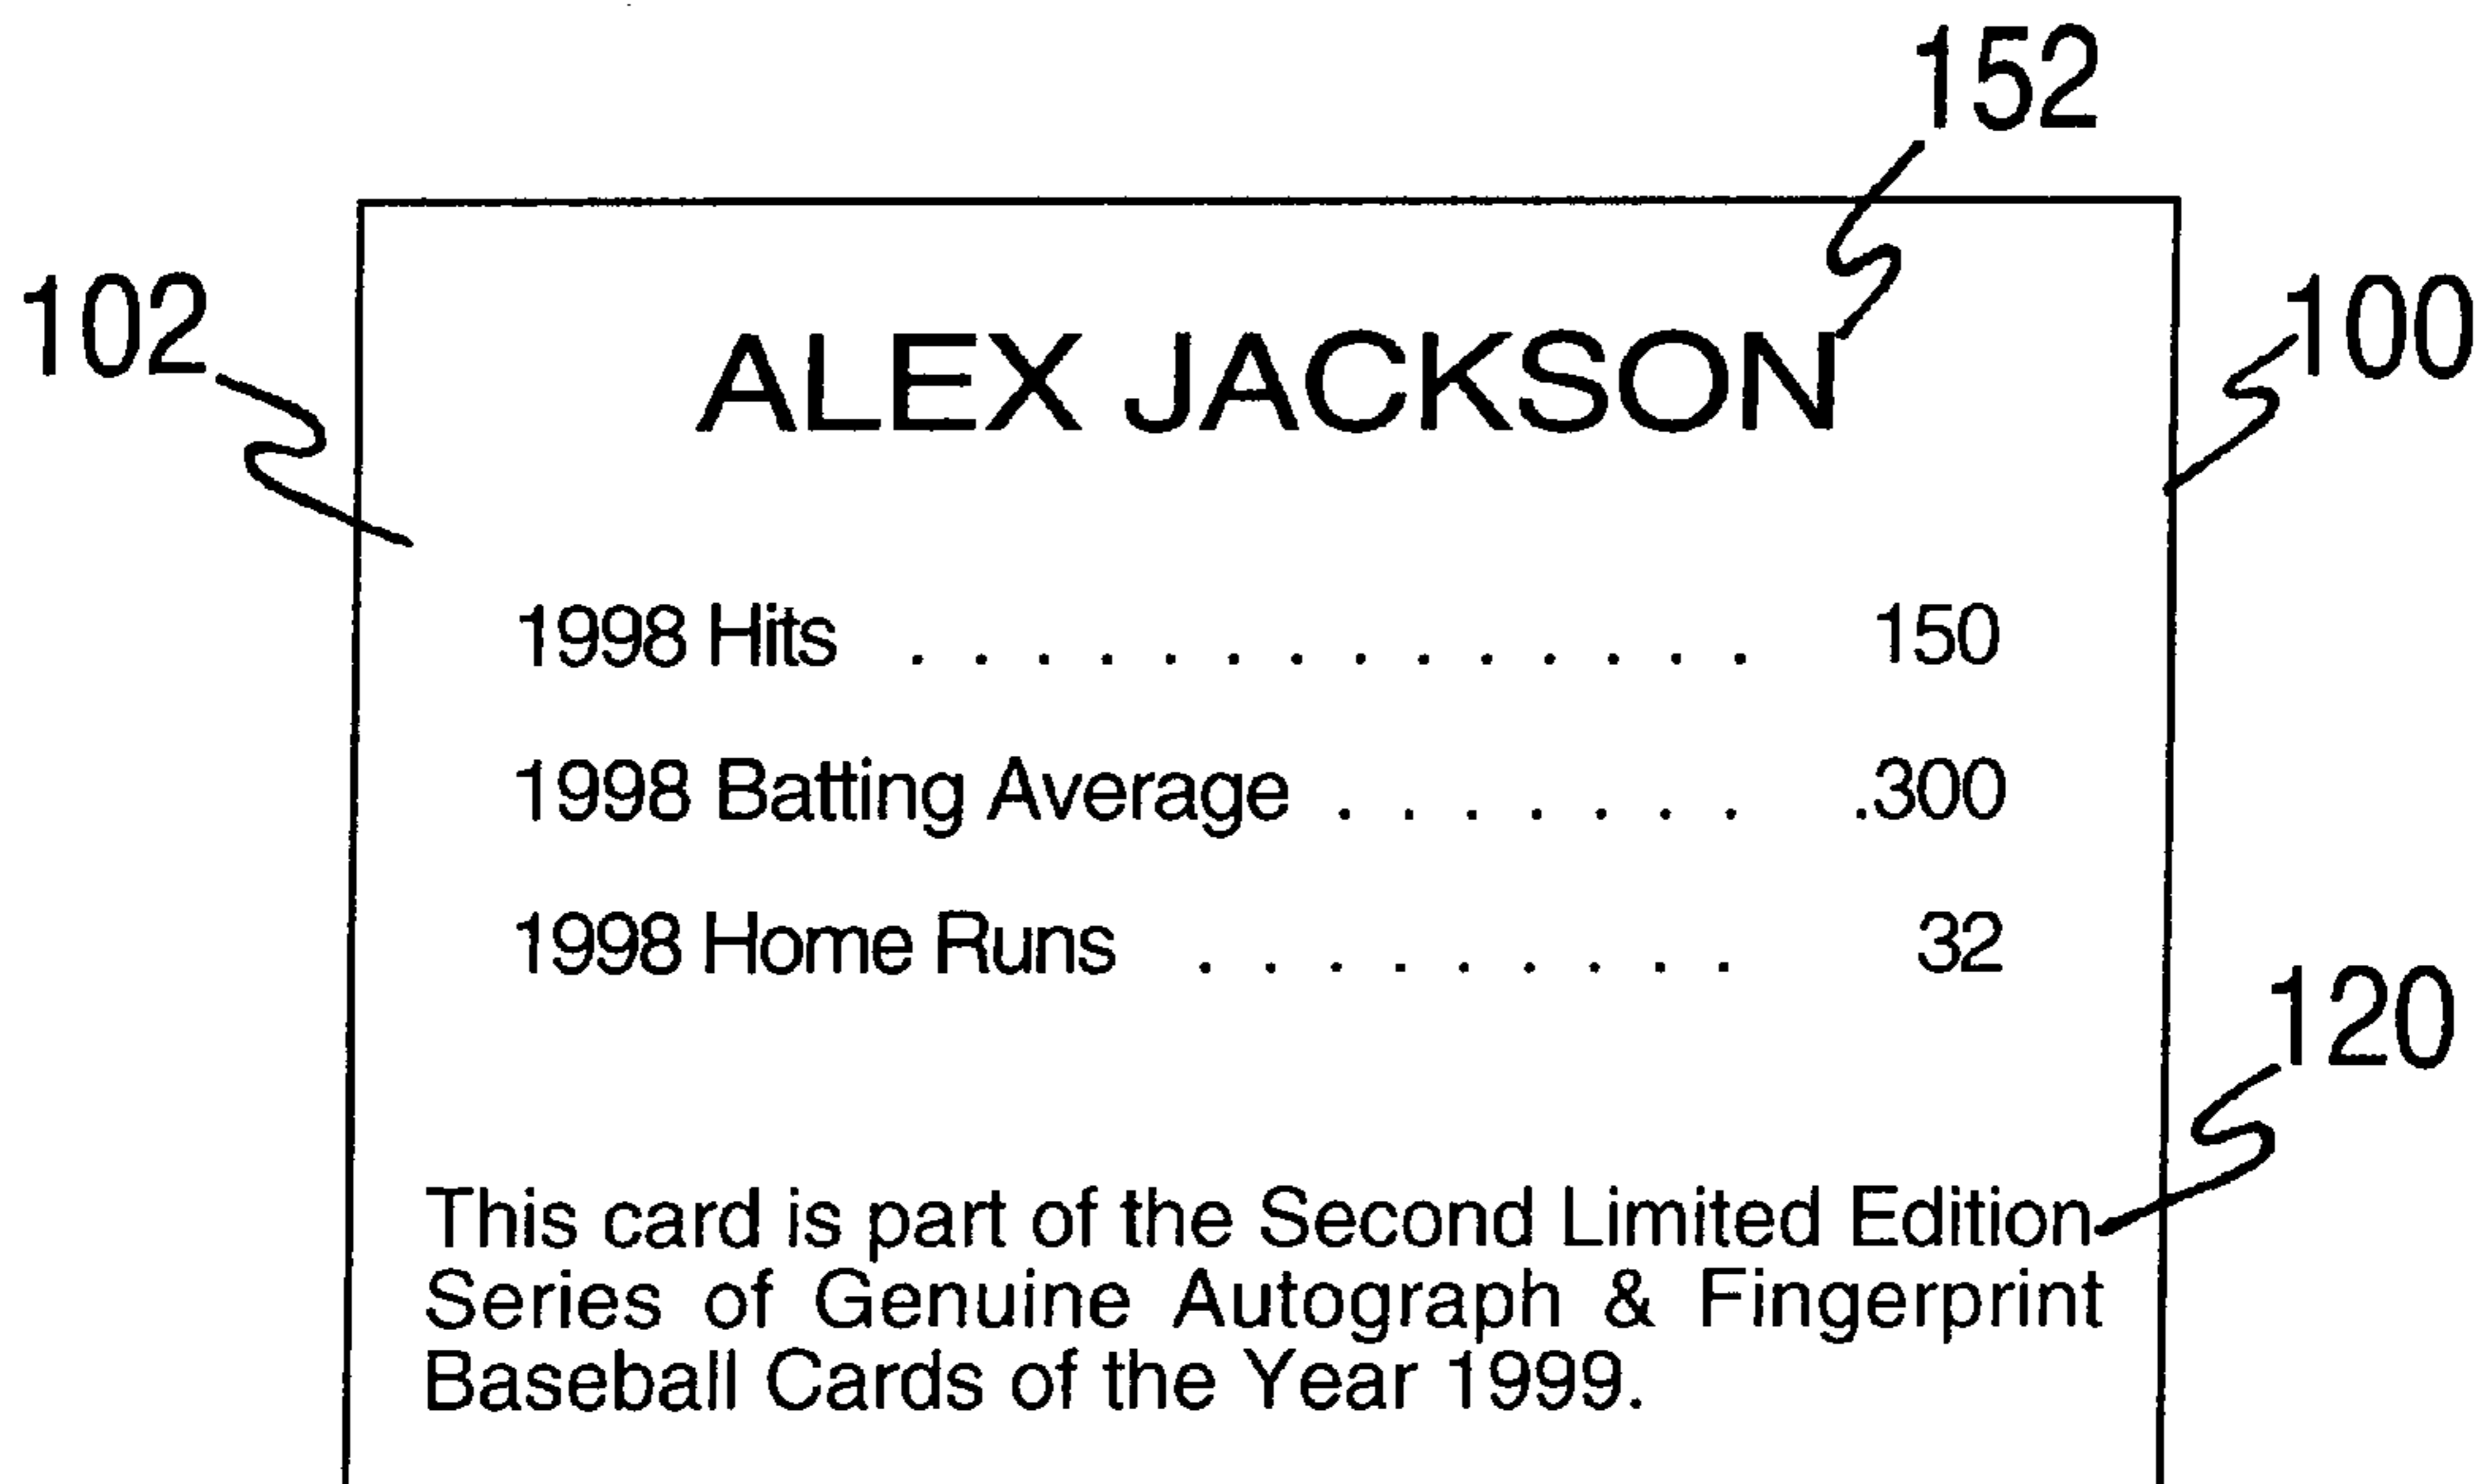 152
102
100
ALEX JACKSON
1998 Hits . . . . . . . . . . . . . . 150
1998 Batting Average . . . . . . . .300
1998 Home Runs . . . . . . . . . 32
120
This card is part of the Second Limited Edition
Series of Genuine Autograph & Fingerprint
Baseball Cards of the Year 1999.